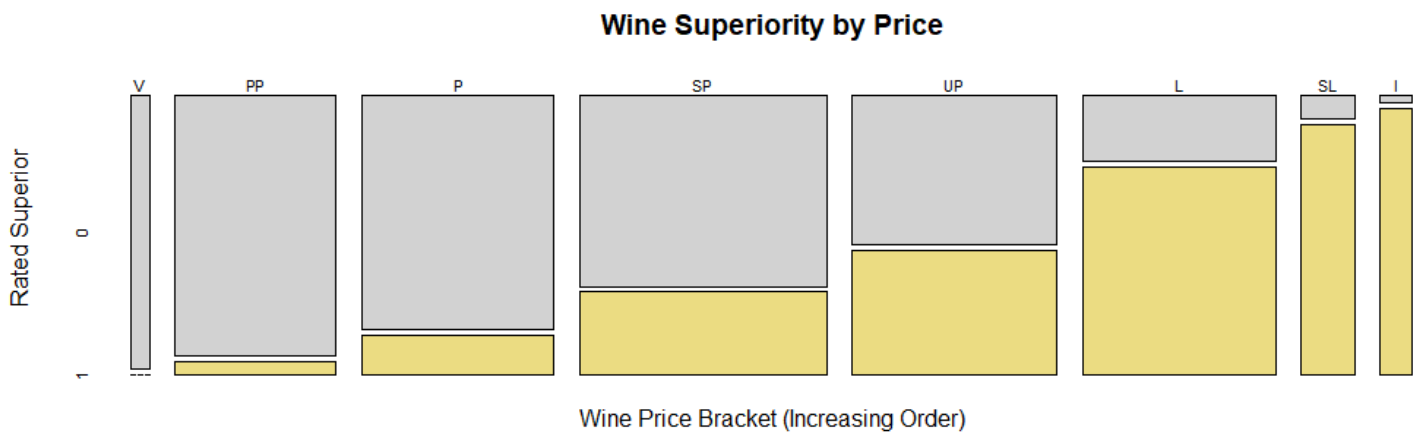 Wine Superiority by Price
V PP P SP UP L SL I
Rated Superior
0
1
Wine Price Bracket (Increasing Order)